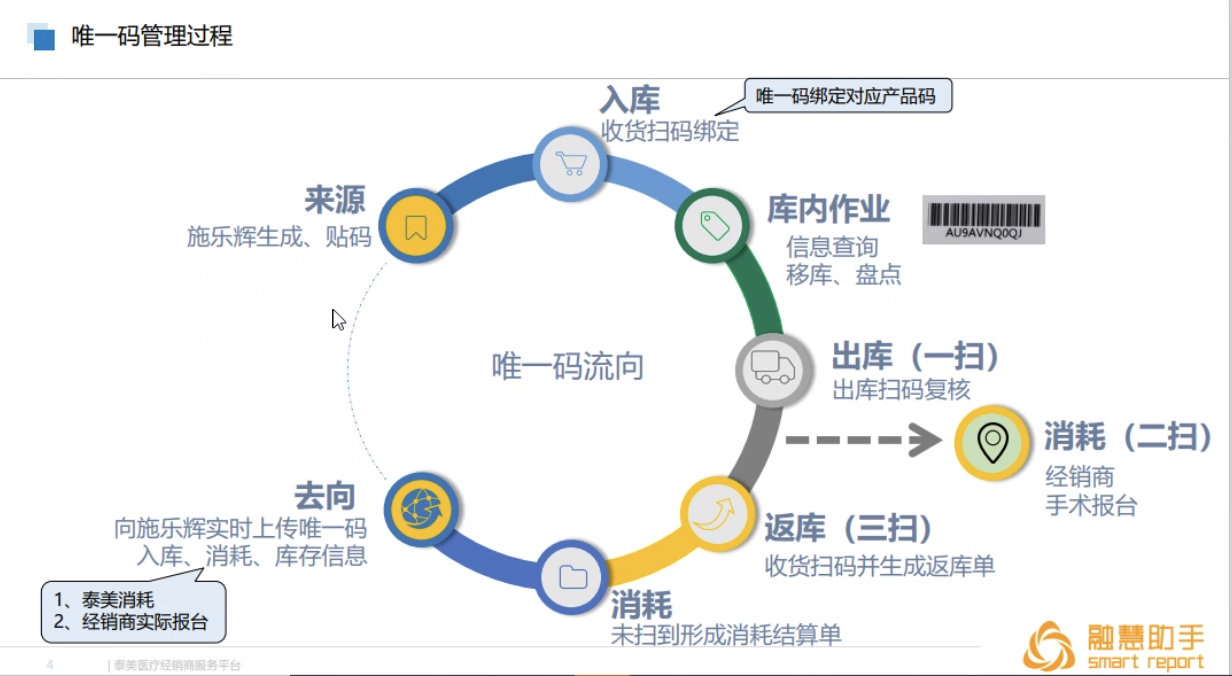 唯一码管理过程
入库
收货扫码绑定
唯一码绑定对应产品码
来源
施乐辉生成、贴码
库内作业
信息查询
移库、盘点
AU9AVNQ0QJ
唯一码流向
出库（一扫）
出库扫码复核
消耗（二扫）
经销商
手术报台
去向
向施乐辉实时上传唯一码
入库、消耗、库存信息
返库（三扫）
收货扫码并生成返库单
1、泰美消耗
2、经销商实际报台
消耗
未扫到形成消耗结算单
4
|泰美医疗经销商服务平台
融慧助手
smart report